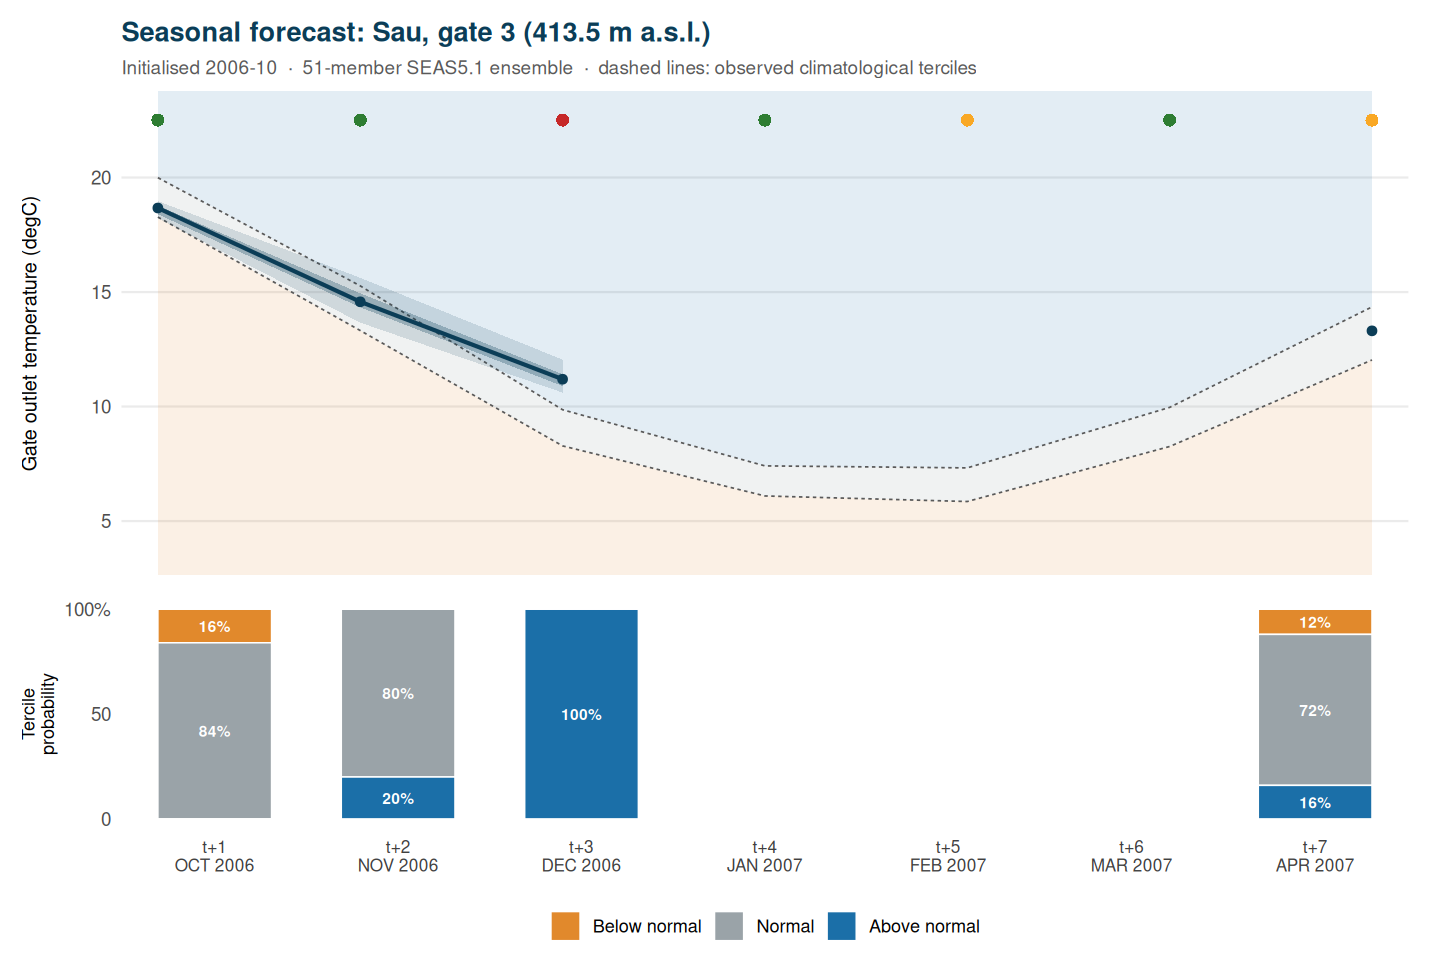 Seasonal forecast: Sau, gate 3 (413.5 m a.s.l.)
Initialised 2006-10 · 51-member SEAS5.1 ensemble · dashed lines: observed climatological terciles
Gate outlet temperature (degC)
20
15
10
5
Tercile
probability
100%
50
0
16%
84%
80%
20%
100%
12%
72%
16%
t+1
OCT 2006
t+2
NOV 2006
t+3
DEC 2006
t+4
JAN 2007
t+5
FEB 2007
t+6
MAR 2007
t+7
APR 2007
Below normal
Normal
Above normal